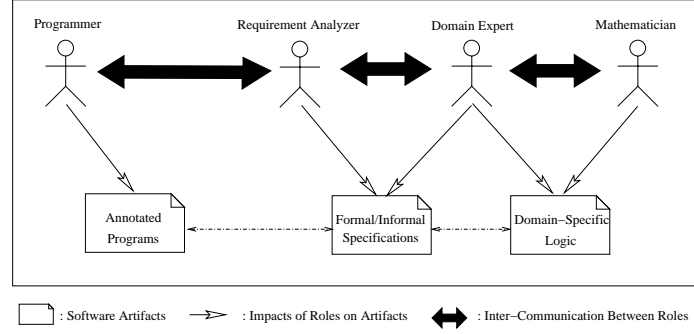 Programmer
Requirement Analyzer
Domain Expert
Mathematician
Annotated
Programs
Formal/Informal
Specifications
Domain−Specific
Logic
: Software Artifacts
: Impacts of Roles on Artifacts
: Inter−Communication Between Roles